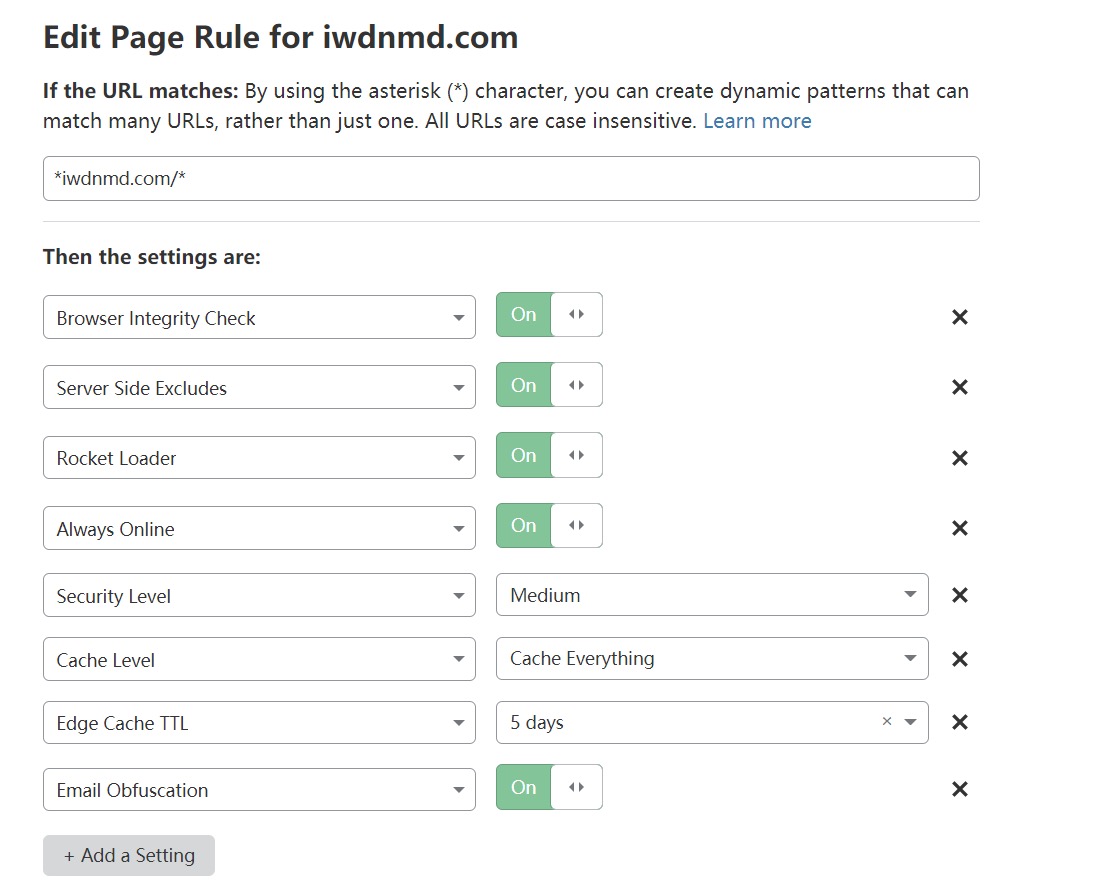 Edit Page Rule for iwdnmd.com
If the URL matches: By using the asterisk (*) character, you can create dynamic patterns that can
match many URLs, rather than just one. All URLs are case insensitive. Learn more
*iwdnmd.com/*
Then the settings are:
Browser Integrity Check On
Server Side Excludes On
Rocket Loader On
Always Online On
Security Level Medium
Cache Level Cache Everything
Edge Cache TTL 5 days
Email Obfuscation On
+ Add a Setting